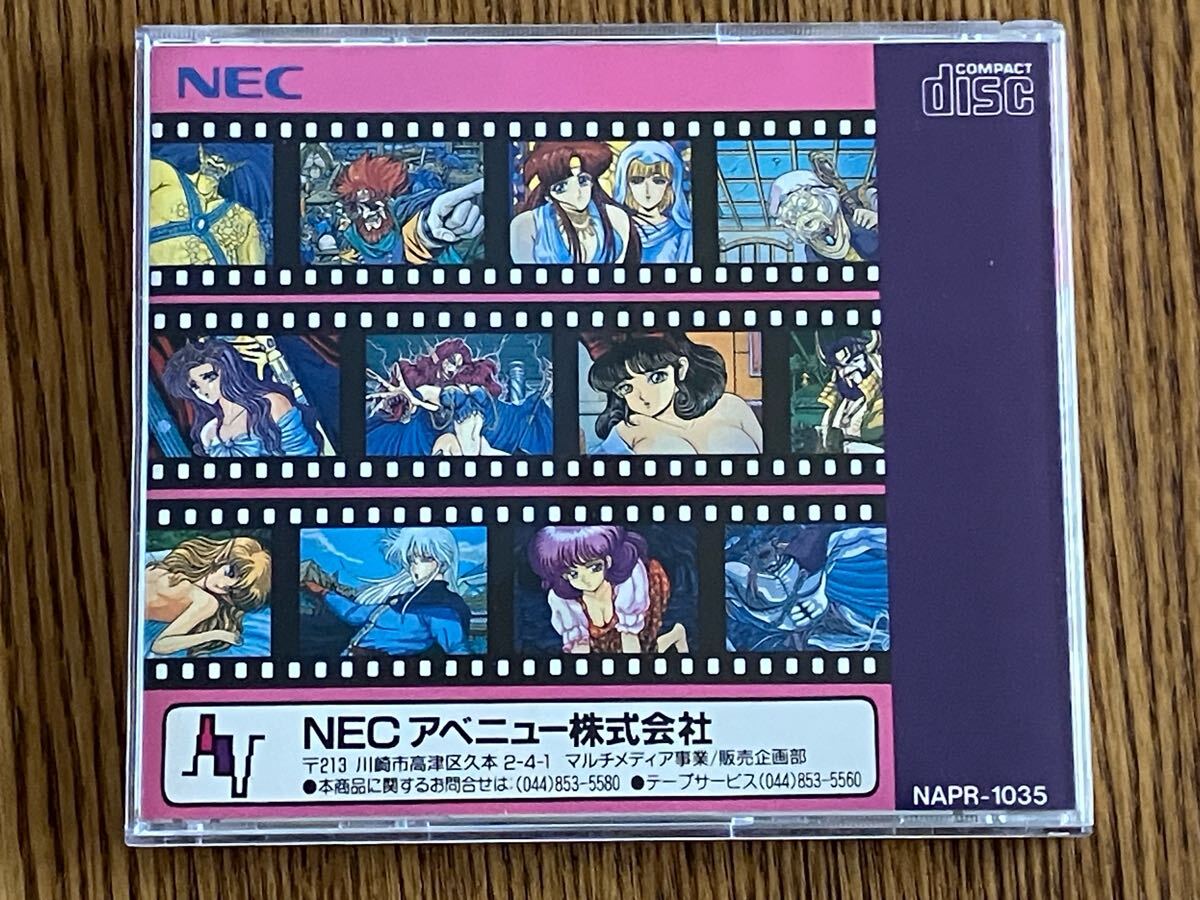 NEC
COMPACT
disc
NECアベニュー株式会社
〒213 川崎市高津区久本2-4-1 マルチメディア事業/販売企画部
●本商品に関するお問合せは:(044)853-5580 ●テープサービス(044)853-5560
NAPR-1035